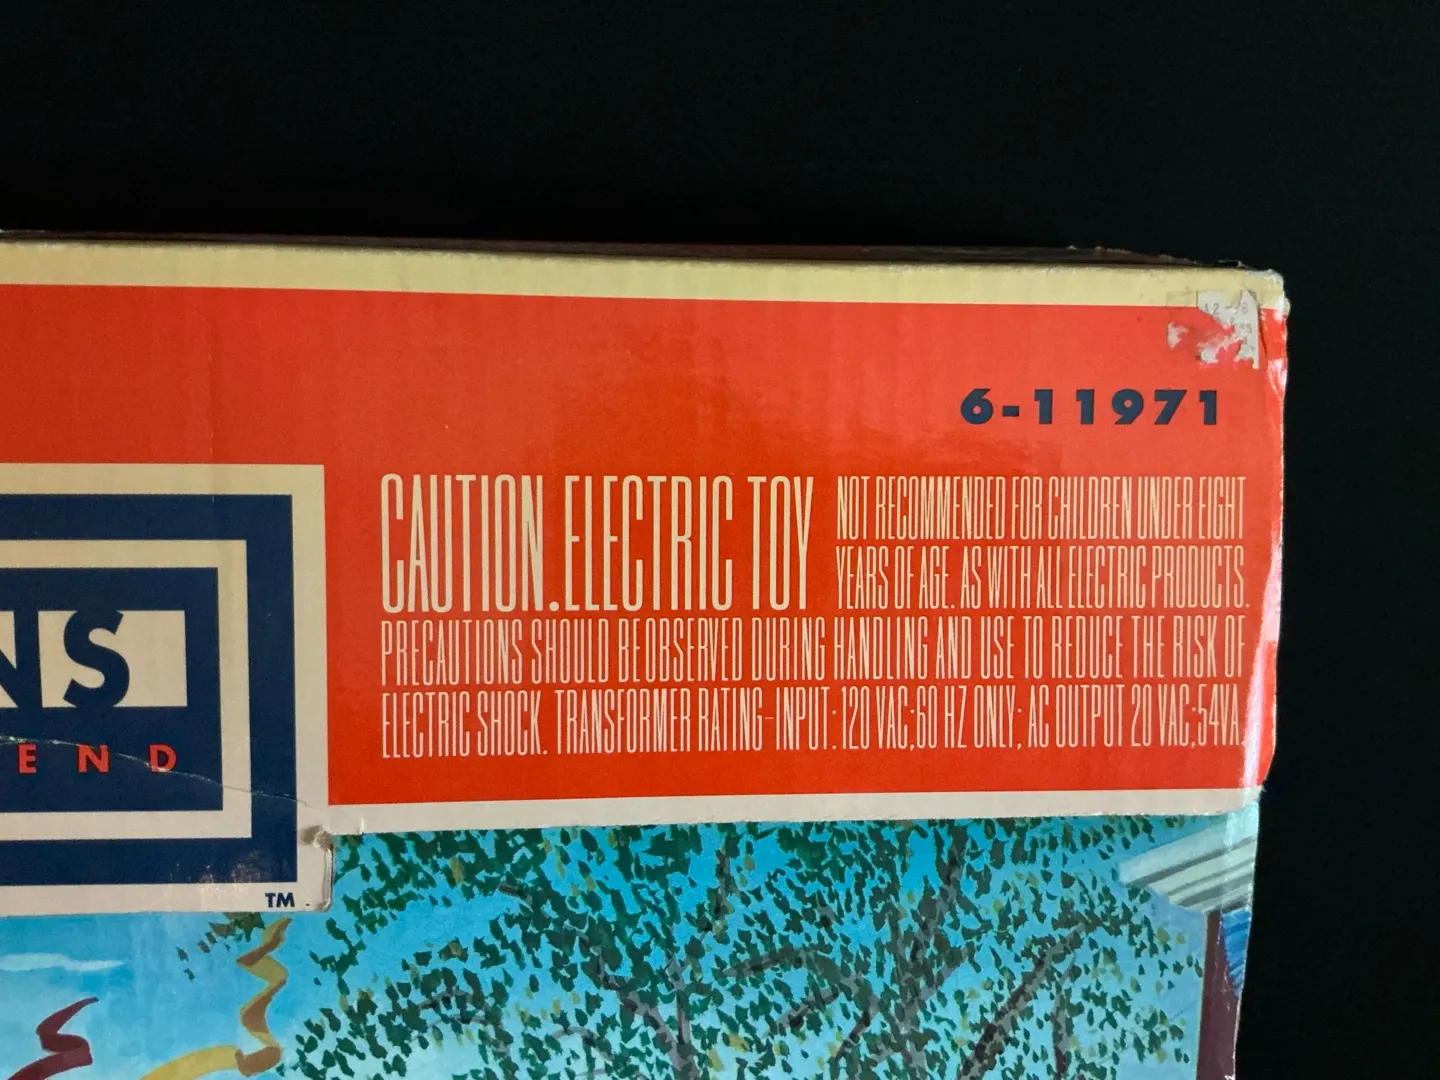 6-11971
CAUTION.ELECTRIC TOY
NOT RECOMMENDED FOR CHILDREN UNDER EIGHT
YEARS OF AGE. AS WITH ALL ELECTRIC PRODUCTS.
PRECAUTIONS SHOULD BE OBSERVED DURING HANDLING AND USE TO REDUCE THE RISK OF
ELECTRIC SHOCK. TRANSFORMER RATING-INPUT: 120 VAC;60 HZ ONLY; AC OUTPUT 20 VAC;54VA.
NS
END
TM